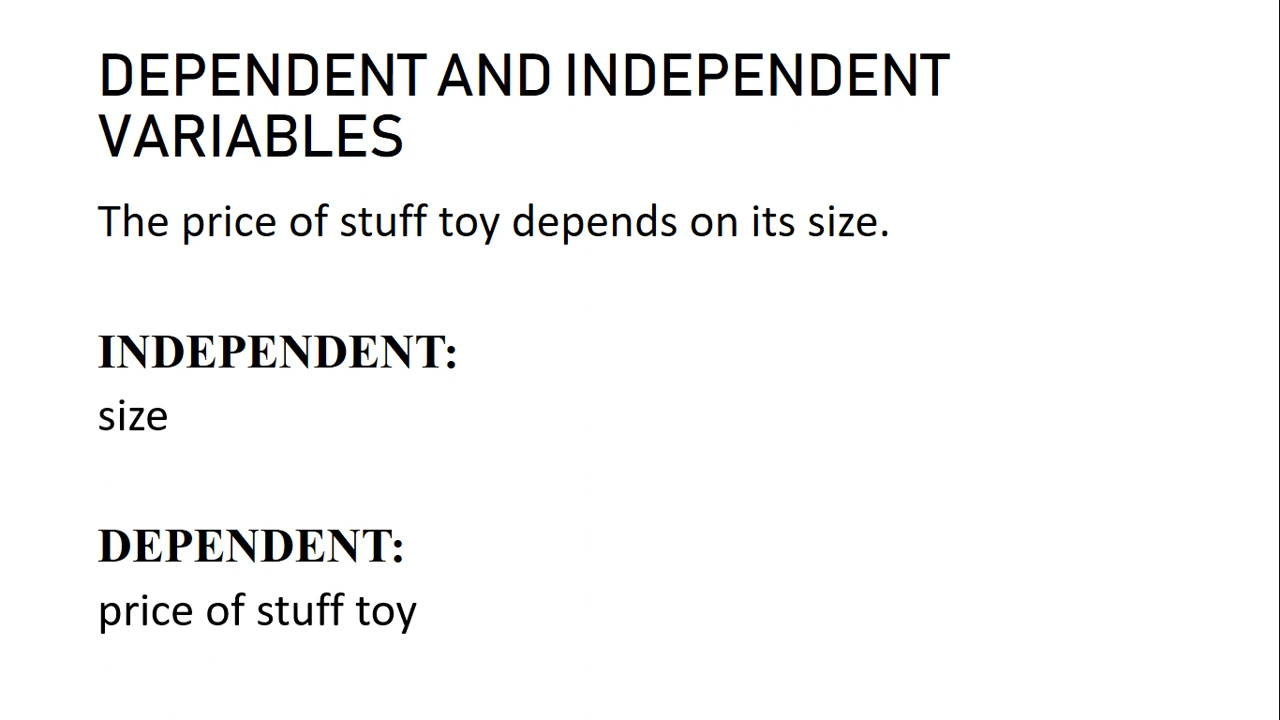 DEPENDENT AND INDEPENDENT
VARIABLES
The price of stuff toy depends on its size.
INDEPENDENT:
size
DEPENDENT:
price of stuff toy